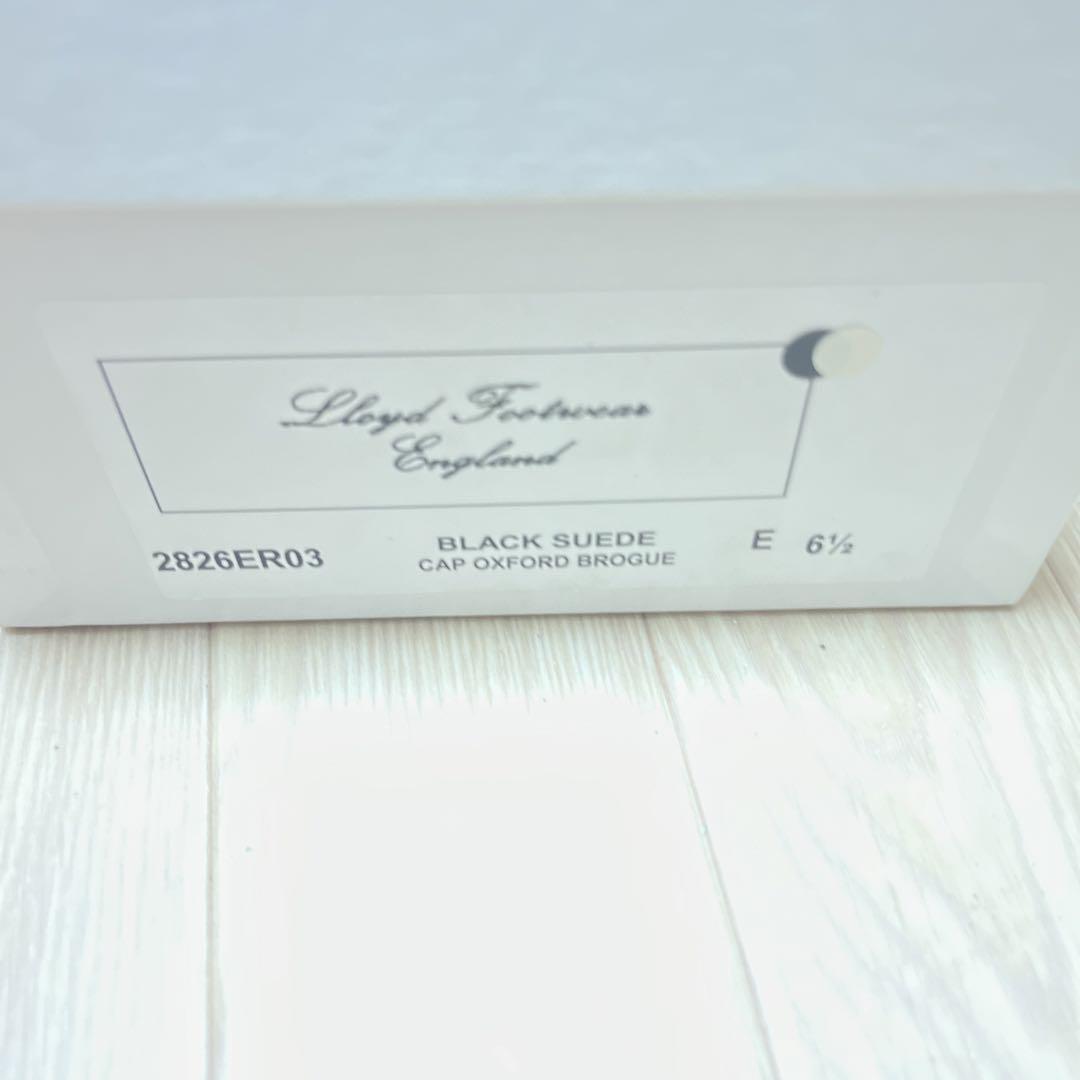 Lloyd Footwear
England
2826ER03
BLACK SUEDE
CAP OXFORD BROGUE
E 6½